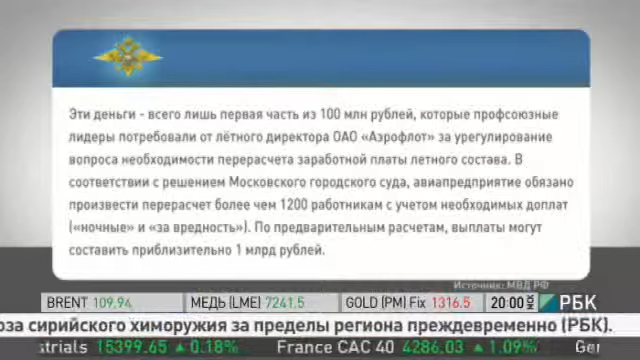 Эти деньги - всего лишь первая часть из 100 млн рублей, которые профсоюзные
лидеры потребовали от лётного директора ОАО «Аэрофлот» за урегулирование
вопроса необходимости перерасчета заработной платы летного состава. В
соответствии с решением Московского городского суда, авиапредприятие обязано
произвести перерасчет более чем 1200 работникам с учетом необходимых доплат
(«ночные» и «за вредность»). По предварительным расчетам, выплаты могут
составить приблизительно 1 млрд рублей.
Источник: МВД РФ
BRENT 109.94 МЕДЬ (LME) 7241.5 GOLD (PM) Fix 1316.5 20:00 МСК РБК
оза сирийского химоружия за пределы региона преждевременно (РБК).
strials 15399.65 ▲ 0.18% France CAC 40 4286.03 ▲ 1.09% Ger